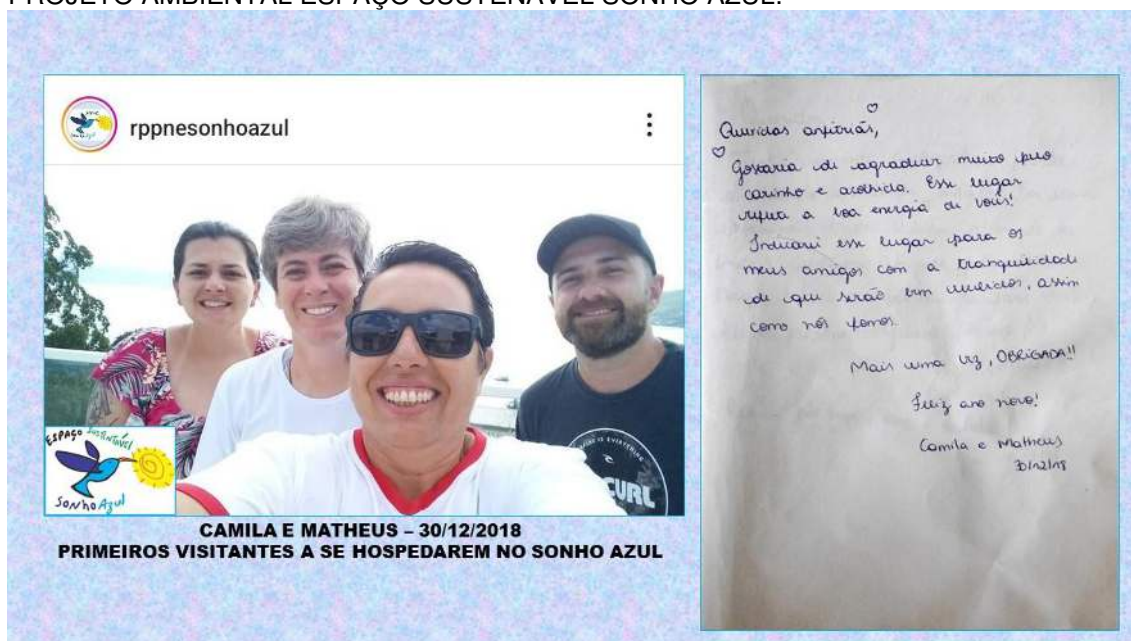 PROJETO AMBIENTAL ESPAÇO SUSTENÁVEL SONHO AZUL.
rppnesonhoazul
ESPAÇO SUSTENTÁVEL
SONHO Azul
CURL
CAMILA E MATHEUS – 30/12/2018
PRIMEIROS VISITANTES A SE HOSPEDAREM NO SONHO AZUL
Queridas anfitriãs,
Gostaria de agradecer muito pelo
carinho e acolhida. Esse lugar
reflete a boa energia de vocês!
Indicarei esse lugar para os
meus amigos com a tranquilidade
de que serão bem recebidos, assim
como nós fomos.
Mais uma vez, OBRIGADA!!
Feliz ano novo!
Camila e Matheus
30/12/18